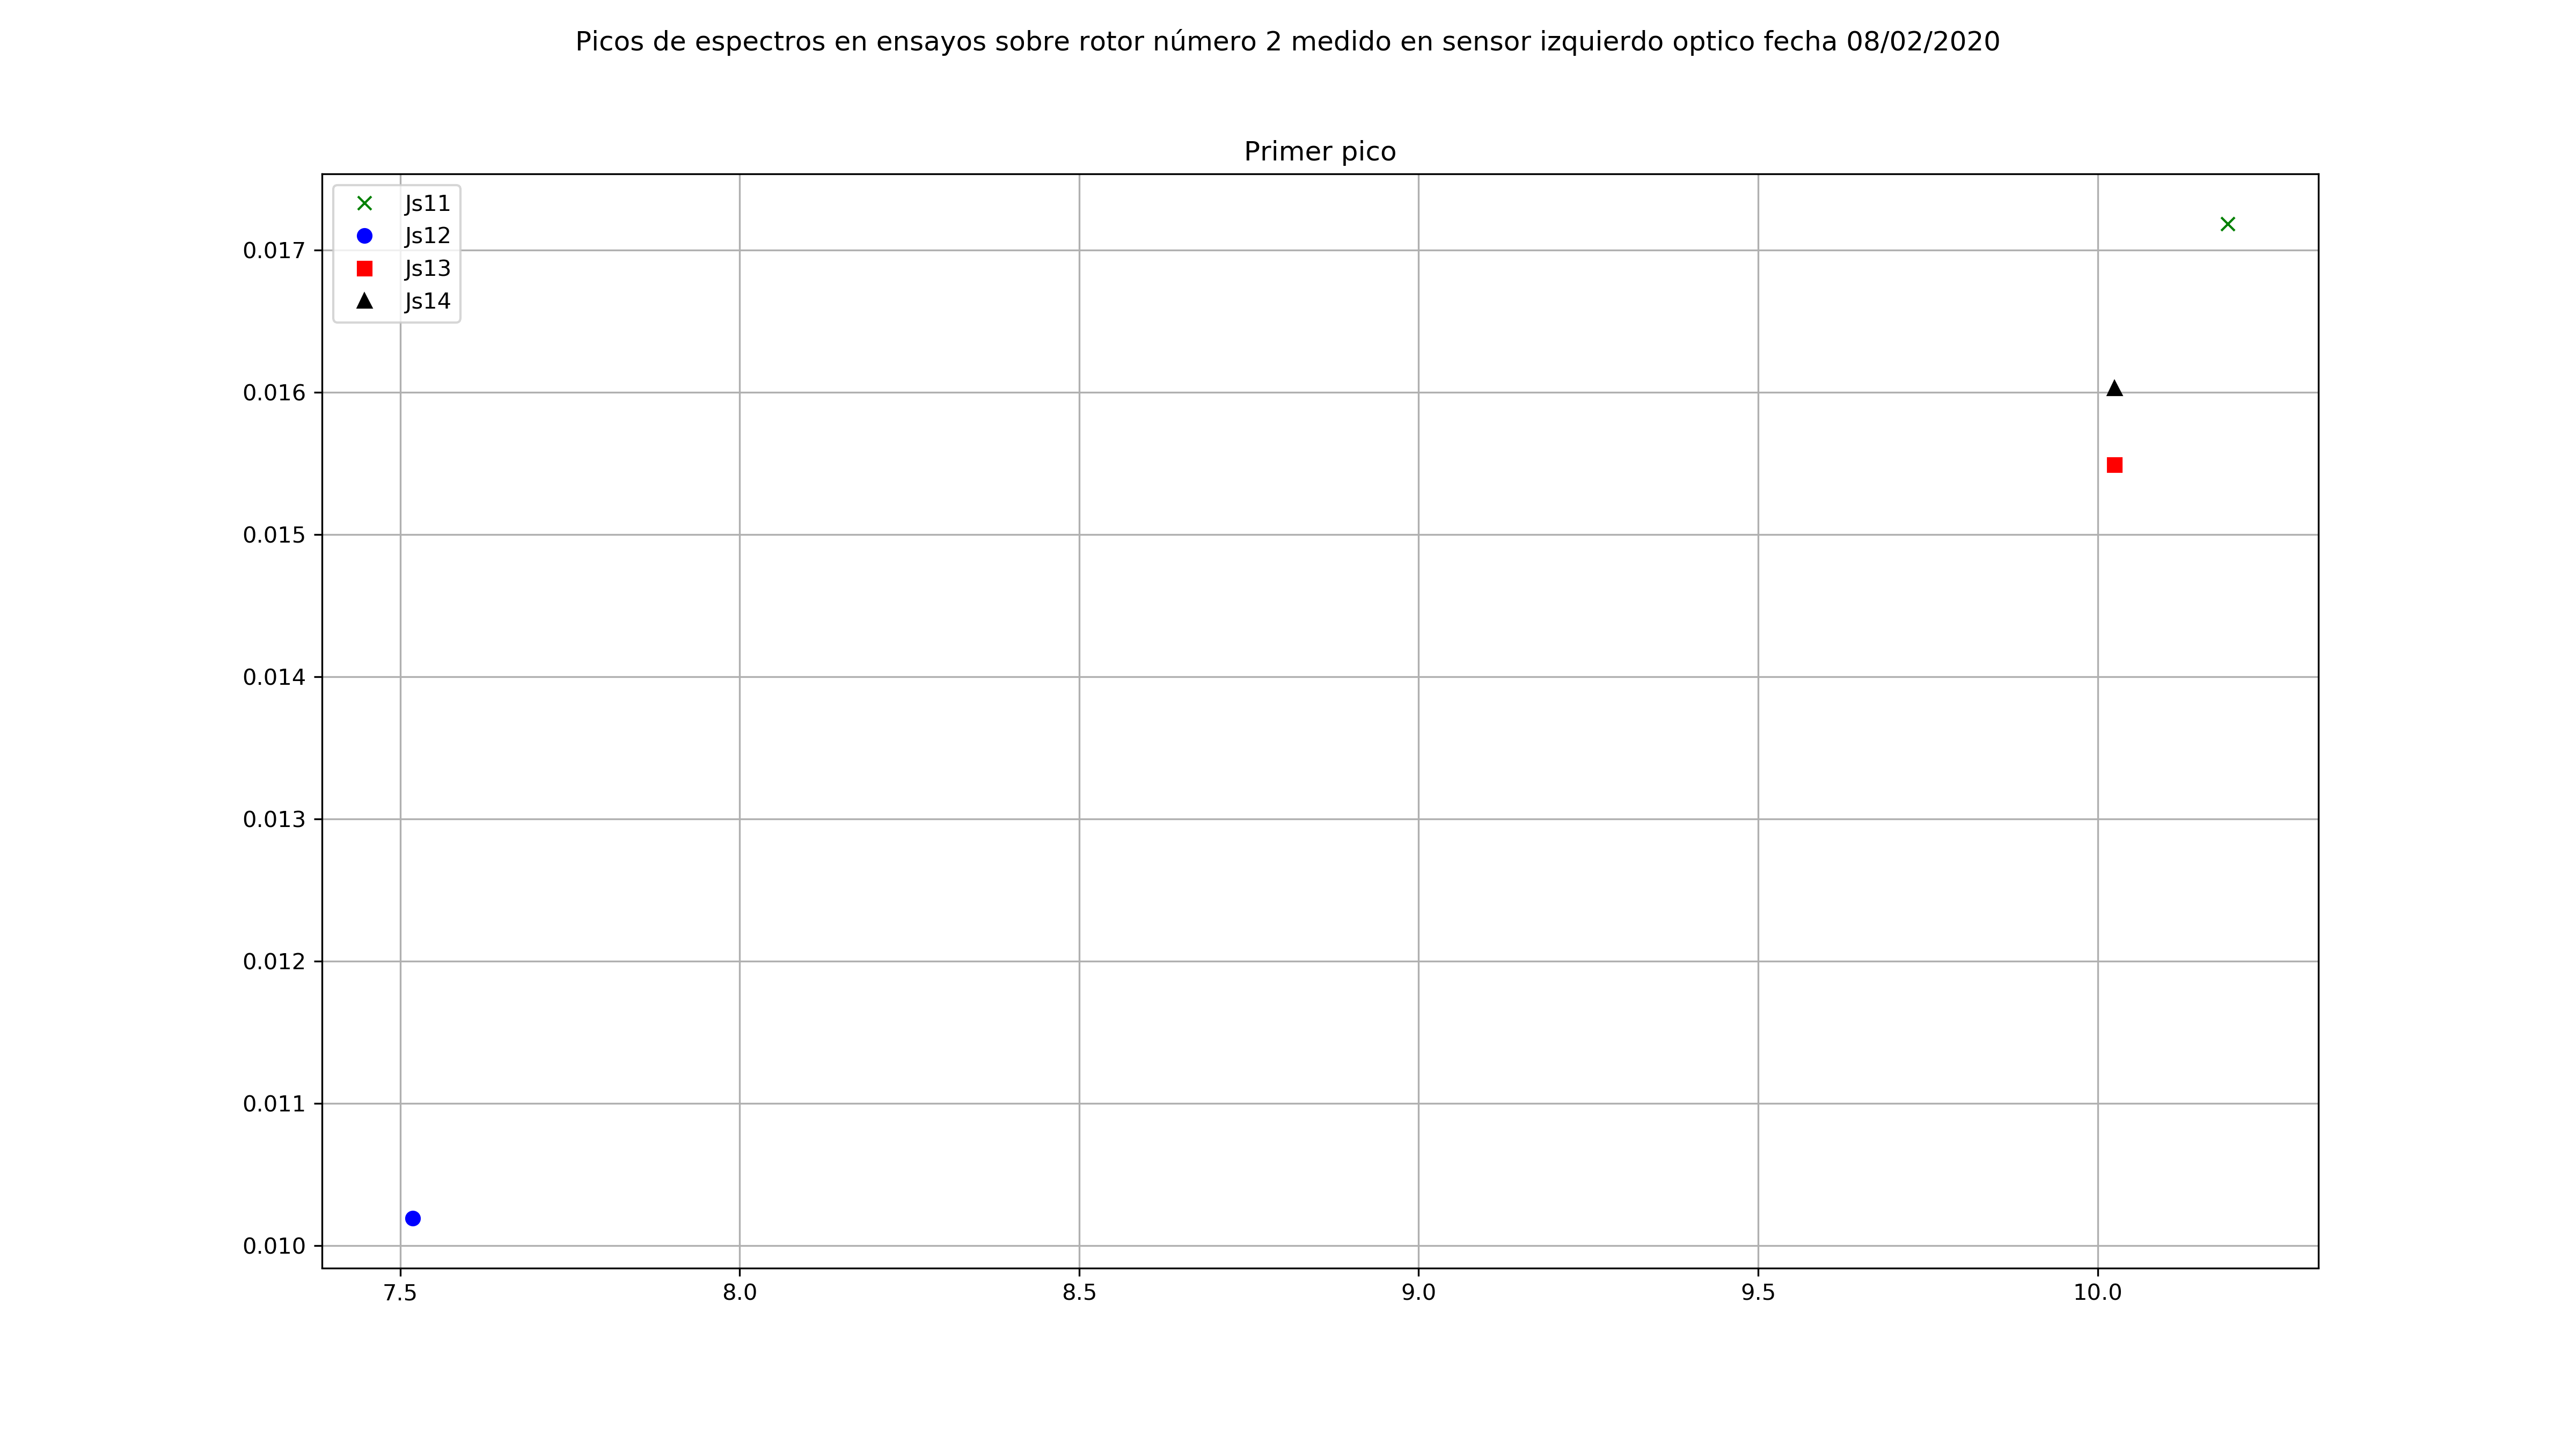 Picos de espectros en ensayos sobre rotor número 2 medido en sensor izquierdo optico fecha 08/02/2020
Primer pico
Js11
Js12
Js13
Js14
0.017
0.016
0.015
0.014
0.013
0.012
0.011
0.010
7.5 8.0 8.5 9.0 9.5 10.0